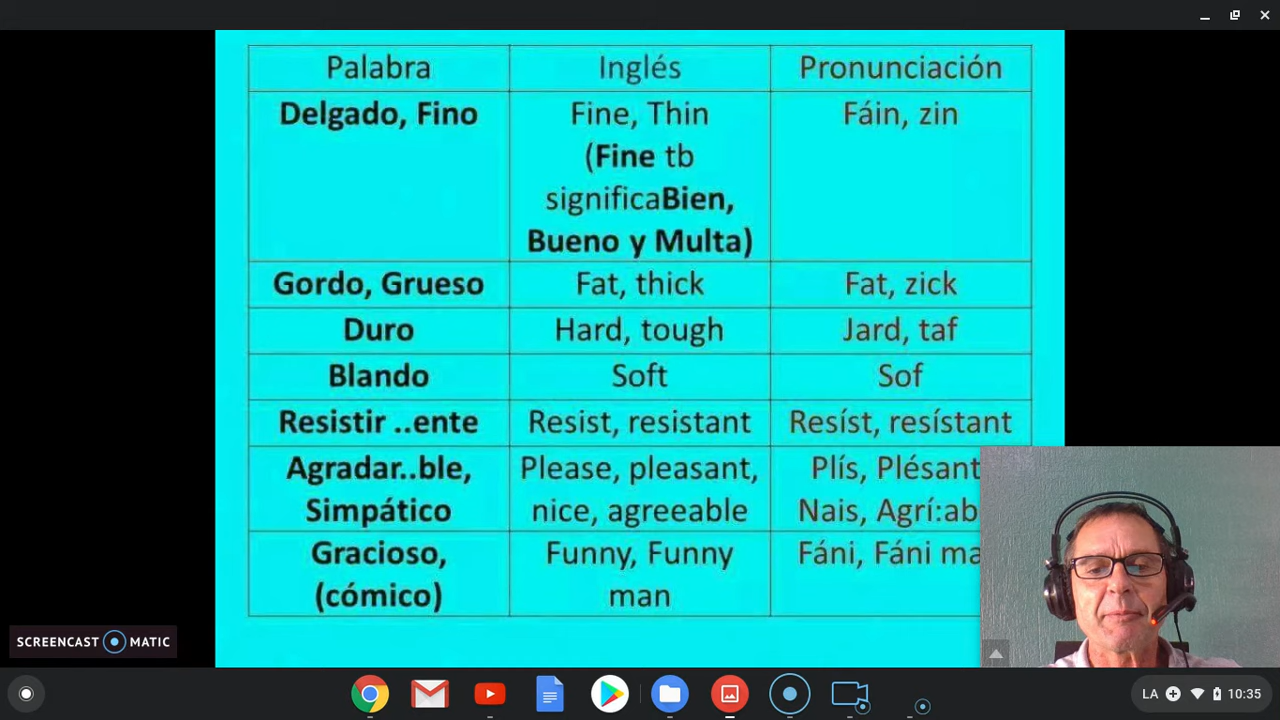 Palabra Inglés Pronunciación
Delgado, Fino Fine, Thin Fáin, zin
(Fine tb
significaBien,
Bueno y Multa)
Gordo, Grueso Fat, thick Fat, zick
Duro Hard, tough Jard, taf
Blando Soft Sof
Resistir ..ente Resist, resistant Resíst, resístant
Agradar..ble, Please, pleasant, Plís, Plésant
Simpático nice, agreeable Nais, Agrí:ab
Gracioso, Funny, Funny Fáni, Fáni ma
(cómico) man
SCREENCAST MATIC
LA 10:35